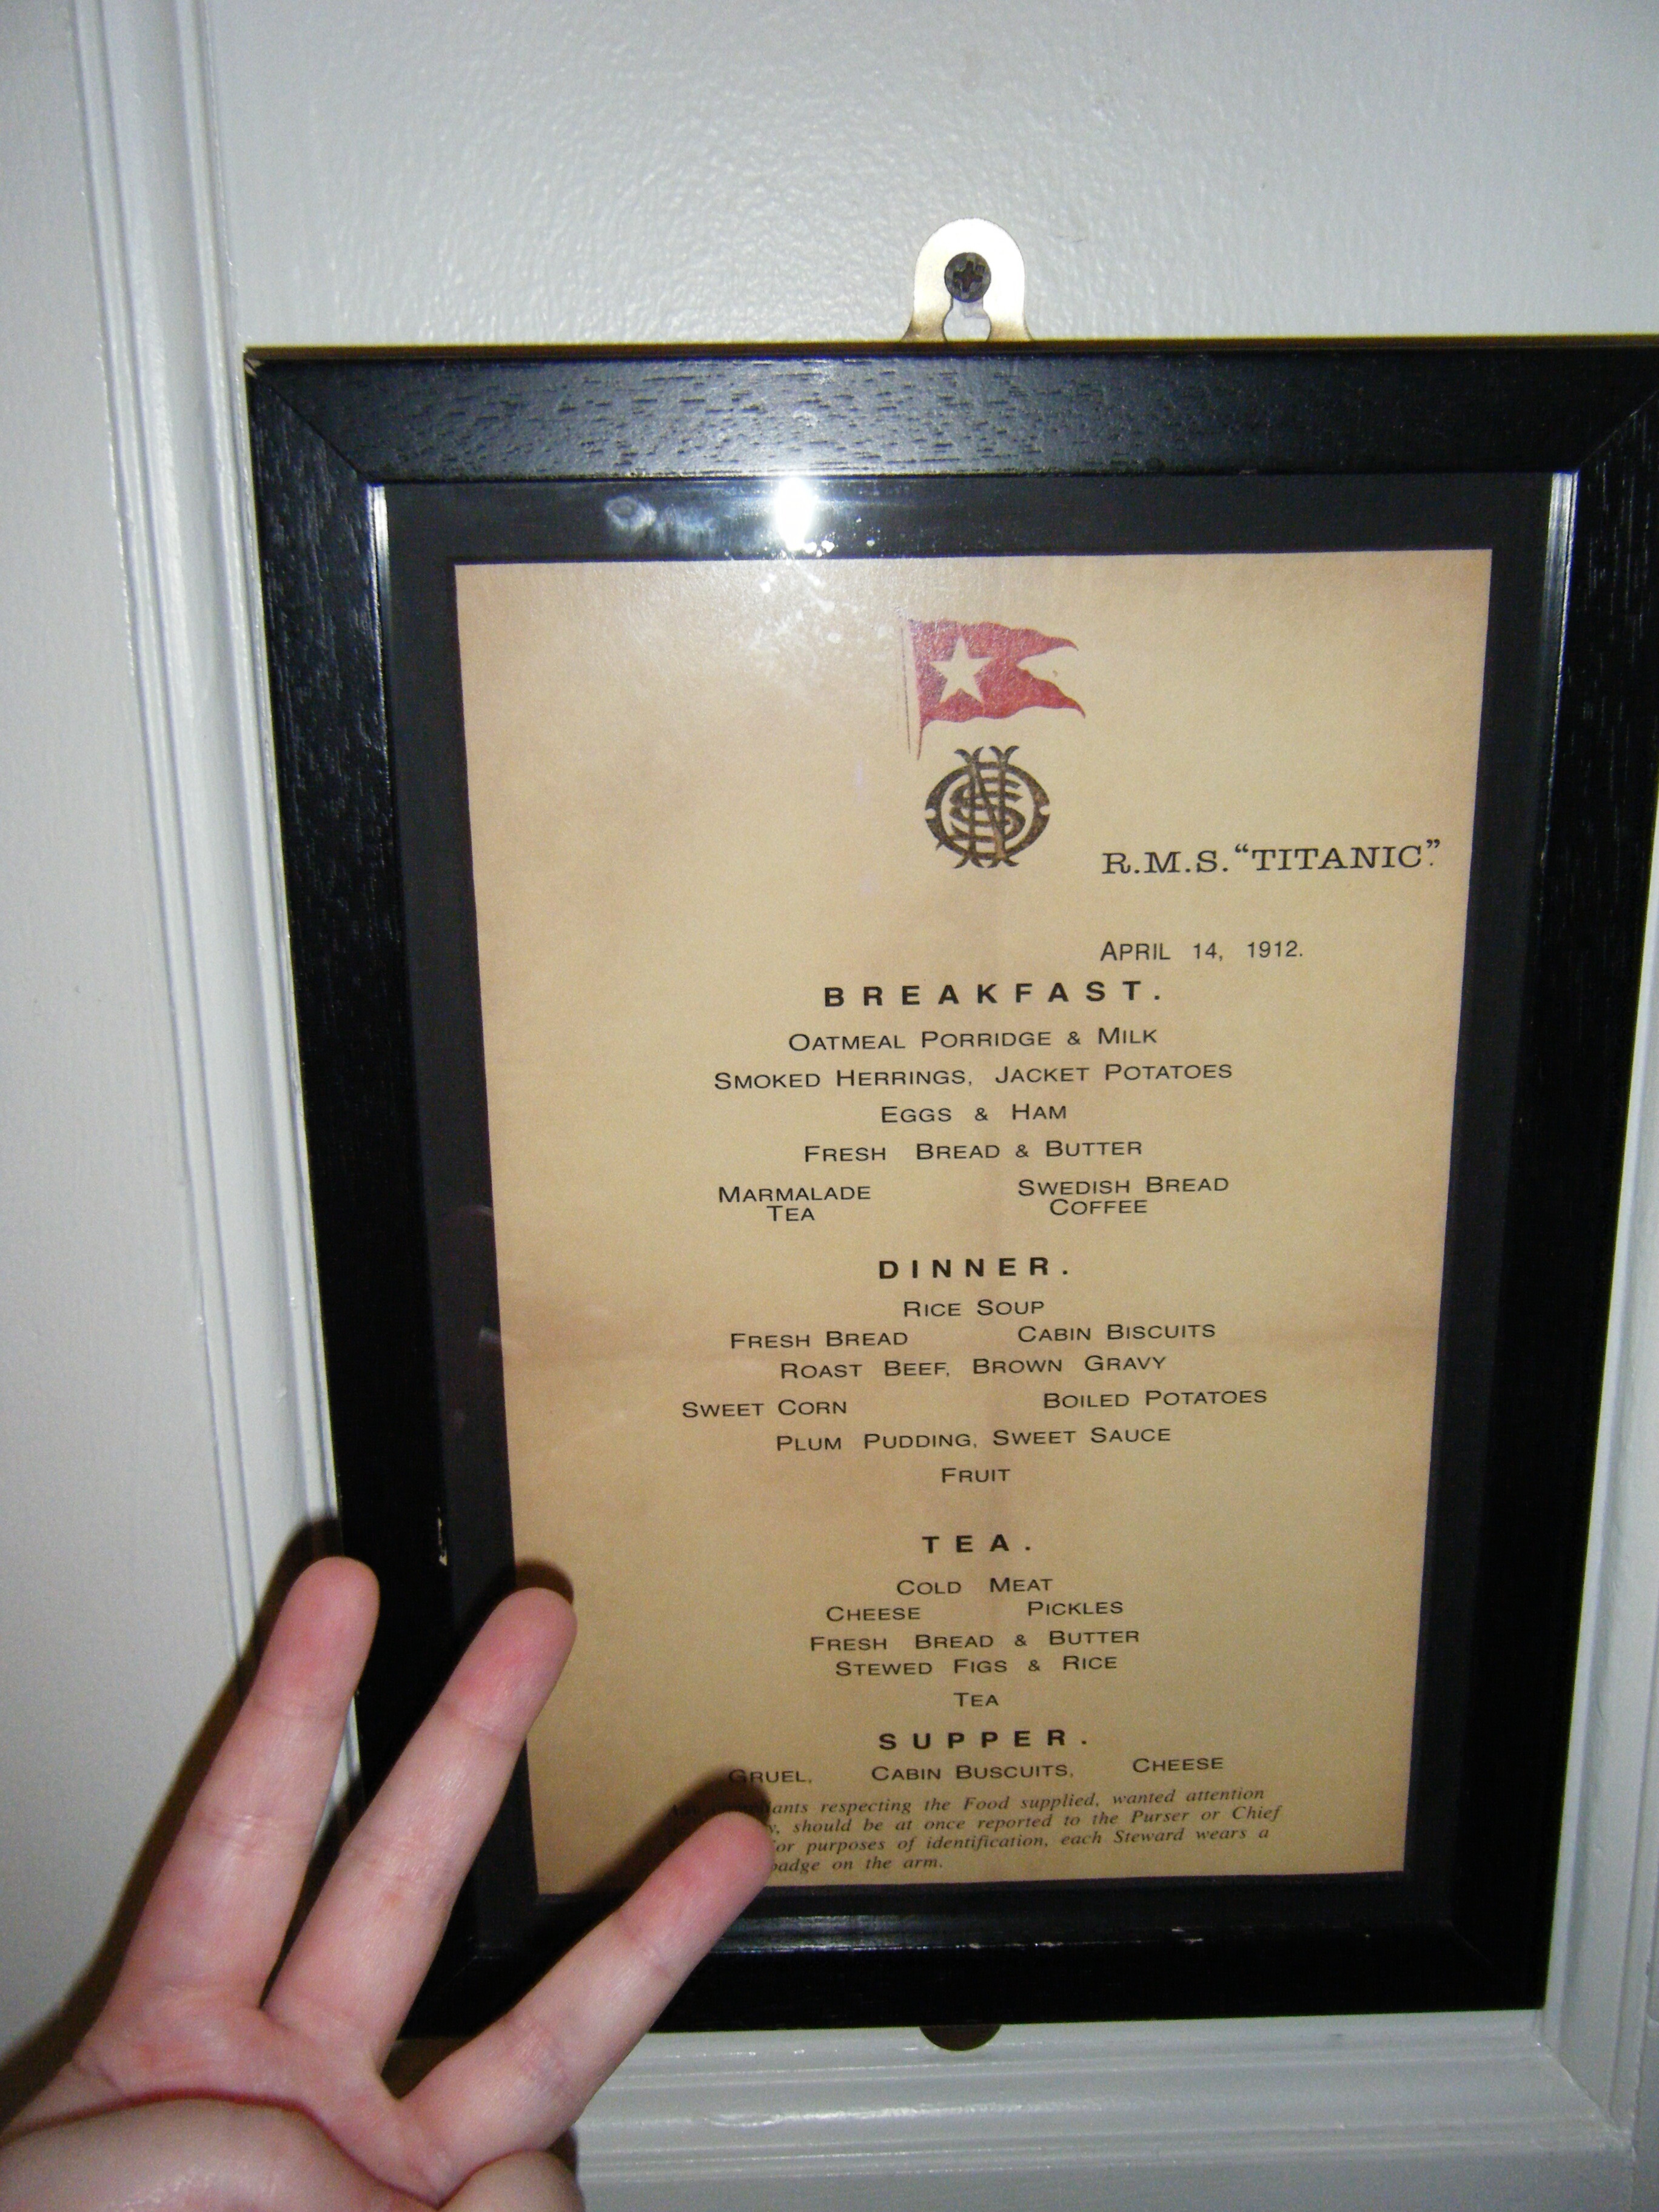 R.M.S. “TITANIC.”
APRIL 14, 1912.
BREAKFAST.
OATMEAL PORRIDGE & MILK
SMOKED HERRINGS, JACKET POTATOES
EGGS & HAM
FRESH BREAD & BUTTER
MARMALADE SWEDISH BREAD
TEA COFFEE
DINNER.
RICE SOUP
FRESH BREAD CABIN BISCUITS
ROAST BEEF, BROWN GRAVY
SWEET CORN BOILED POTATOES
PLUM PUDDING, SWEET SAUCE
FRUIT
TEA.
COLD MEAT
CHEESE PICKLES
FRESH BREAD & BUTTER
STEWED FIGS & RICE
TEA
SUPPER.
GRUEL, CABIN BUSCUITS, CHEESE
respecting the Food supplied, wanted attention
should be at once reported to the Purser or Chief
for purposes of identification, each Steward wears a
badge on the arm.